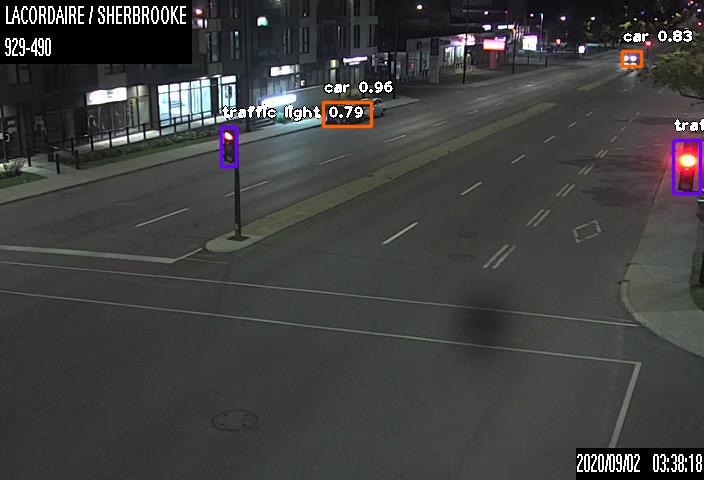 LACORDAIRE / SHERBROOKE
929-490
car 0.83
car 0.96
traffic light 0.79
traf
2020/09/02 03:38:18